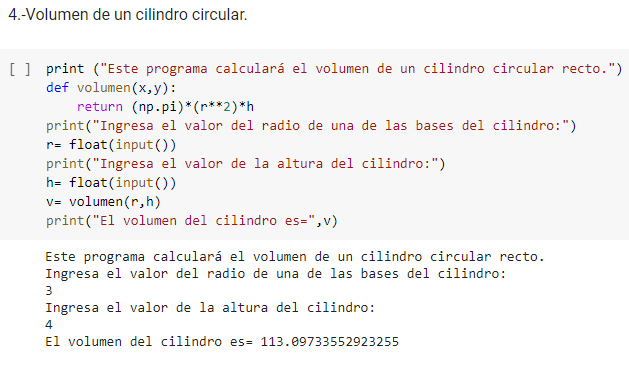 4.-Volumen de un cilindro circular.
[ ] print ("Este programa calculará el volumen de un cilindro circular recto.")
def volumen(x,y):
    return (np.pi)*(r**2)*h
print("Ingresa el valor del radio de una de las bases del cilindro:")
r= float(input())
print("Ingresa el valor de la altura del cilindro:")
h= float(input())
v= volumen(r,h)
print("El volumen del cilindro es=",v)
Este programa calculará el volumen de un cilindro circular recto.
Ingresa el valor del radio de una de las bases del cilindro:
3
Ingresa el valor de la altura del cilindro:
4
El volumen del cilindro es= 113.09733552923255